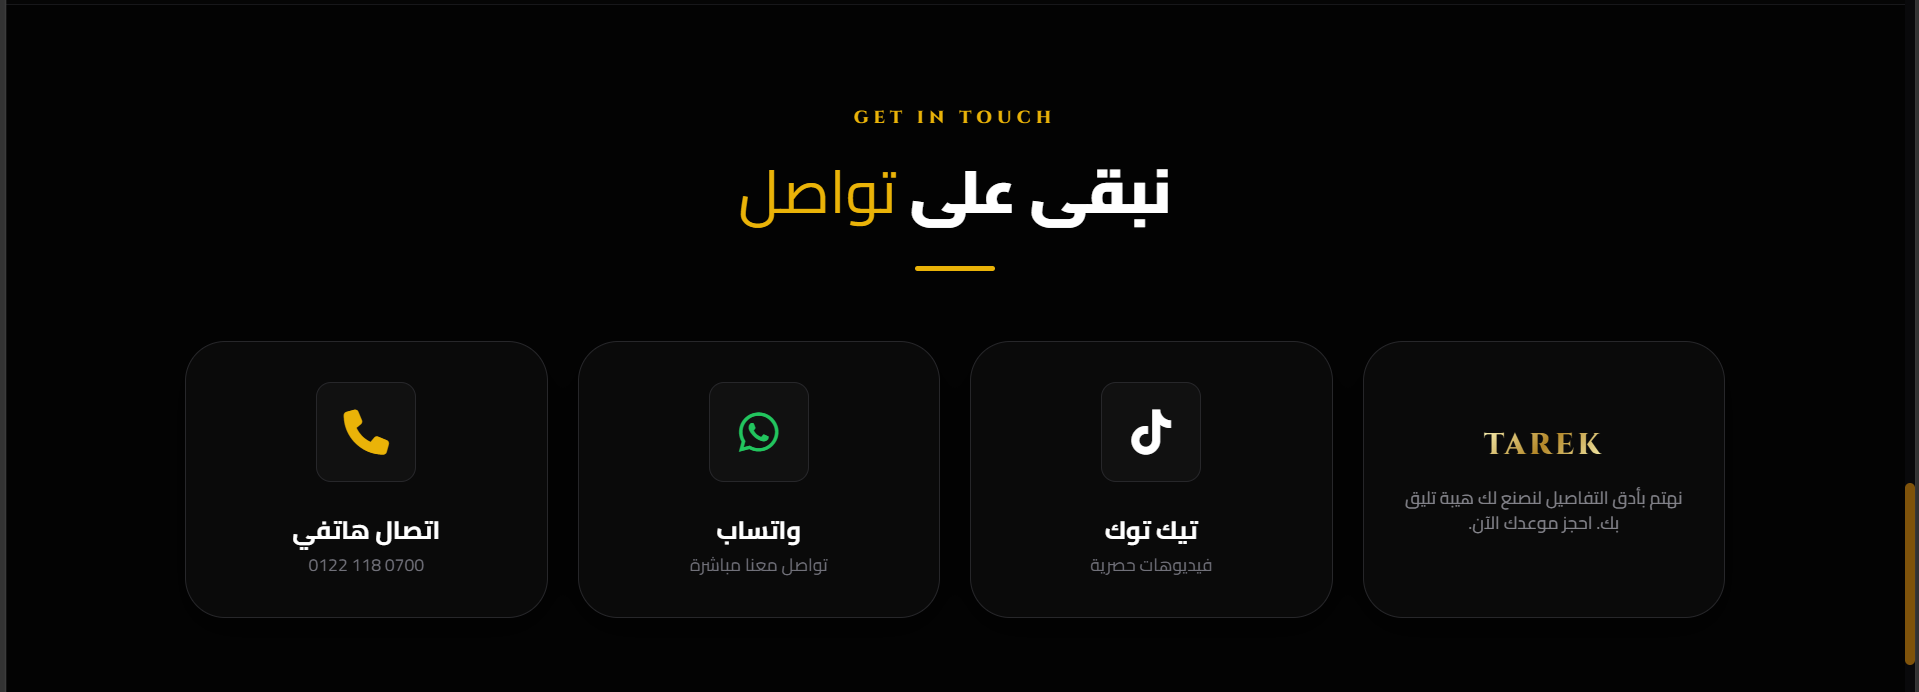 GET IN TOUCH
نبقى على تواصل
TAREK
نهتم بأدق التفاصيل لنصنع لك هيبة تليق
بك. احجز موعدك الآن.
تيك توك
فيديوهات حصرية
واتساب
تواصل معنا مباشرة
اتصال هاتفي
0122 118 0700